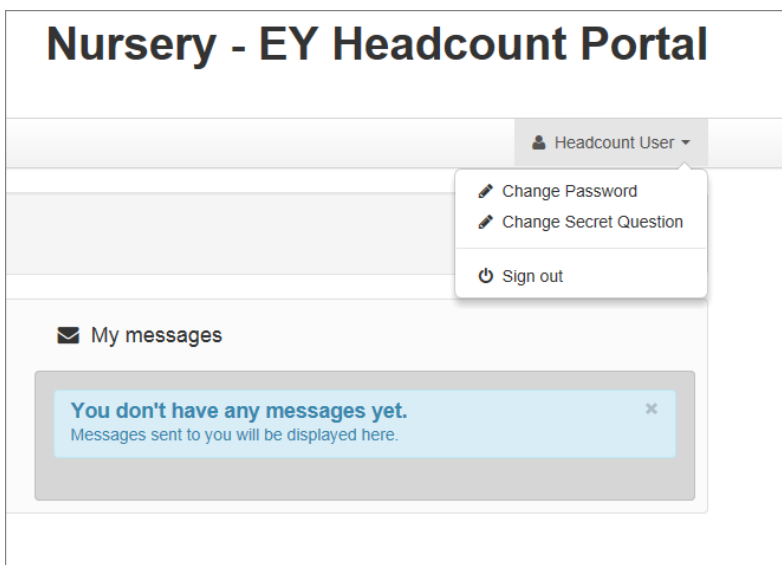 Nursery - EY Headcount Portal
Headcount User
Change Password
Change Secret Question
Sign out
My messages
You don't have any messages yet.
Messages sent to you will be displayed here.